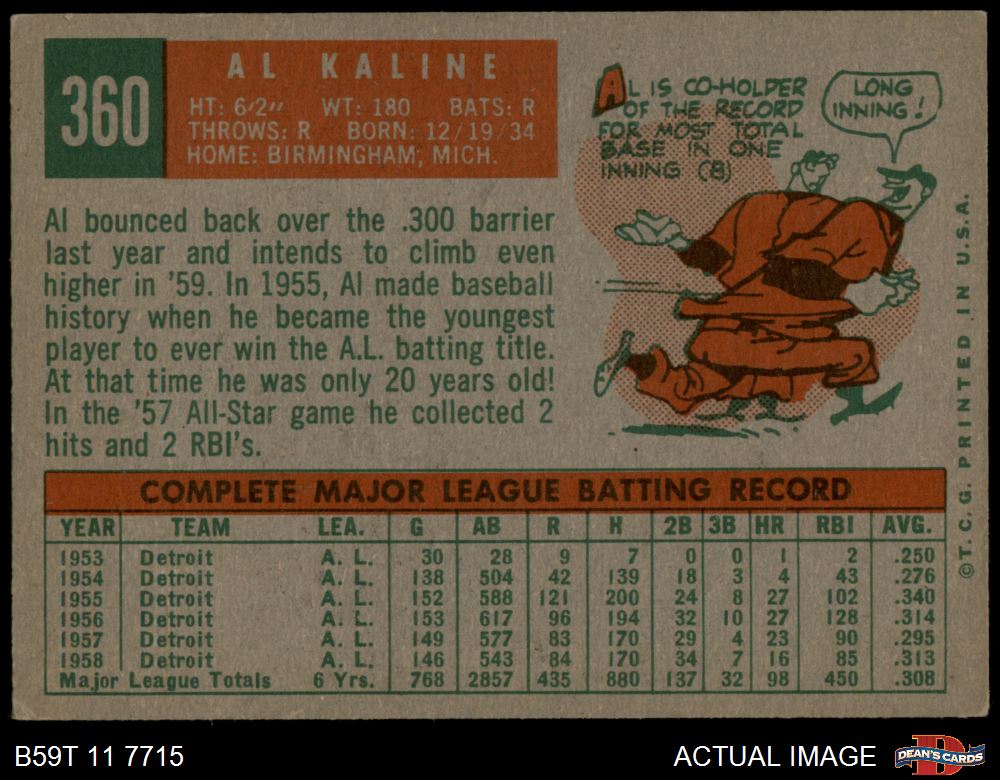 360
AL KALINE
HT: 6'2" WT: 180 BATS: R
THROWS: R BORN: 12/19/34
HOME: BIRMINGHAM, MICH.
AL IS CO-HOLDER
OF THE RECORD
FOR MOST TOTAL
BASE IN ONE
INNING (8)
LONG
INNING!
Al bounced back over the .300 barrier
last year and intends to climb even
higher in '59. In 1955, Al made baseball
history when he became the youngest
player to ever win the A.L. batting title.
At that time he was only 20 years old!
In the '57 All-Star game he collected 2
hits and 2 RBI's.
COMPLETE MAJOR LEAGUE BATTING RECORD
YEAR TEAM LEA. G AB R H 2B 3B HR RBI AVG.
1953 Detroit A. L. 30 28 9 7 0 0 1 2 .250
1954 Detroit A. L. 138 504 42 139 18 3 4 43 .276
1955 Detroit A. L. 152 588 121 200 24 8 27 102 .340
1956 Detroit A. L. 153 617 96 194 32 10 27 128 .314
1957 Detroit A. L. 149 577 83 170 29 4 23 90 .295
1958 Detroit A. L. 146 543 84 170 34 7 16 85 .313
Major League Totals 6 Yrs. 768 2857 435 880 137 32 98 450 .308
©T. C. G. PRINTED IN U.S.A.
B59T 11 7715
ACTUAL IMAGE
DEAN'S CARDS